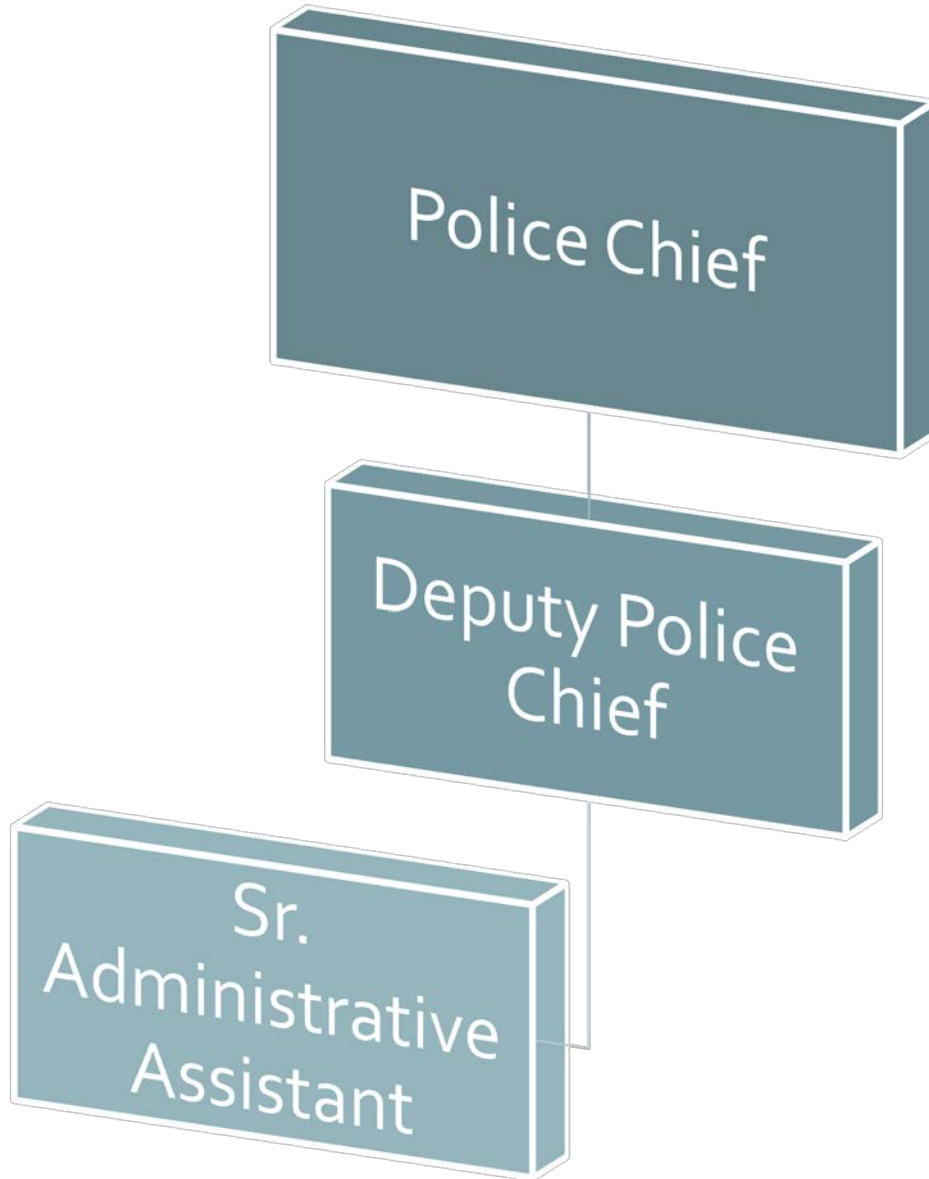 Police Chief
Deputy Police
Chief
Sr.
Administrative
Assistant